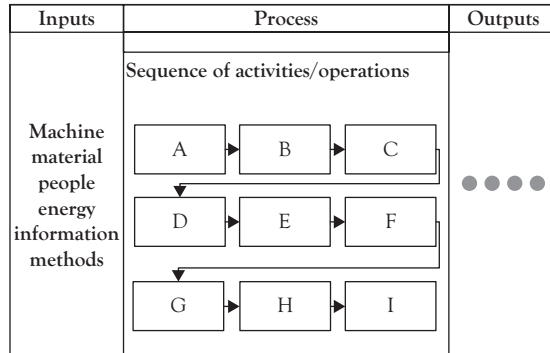 Inputs Process Outputs
Sequence of activities/operations
Machine
material
people
energy
information
methods
A B C
D E F
G H I